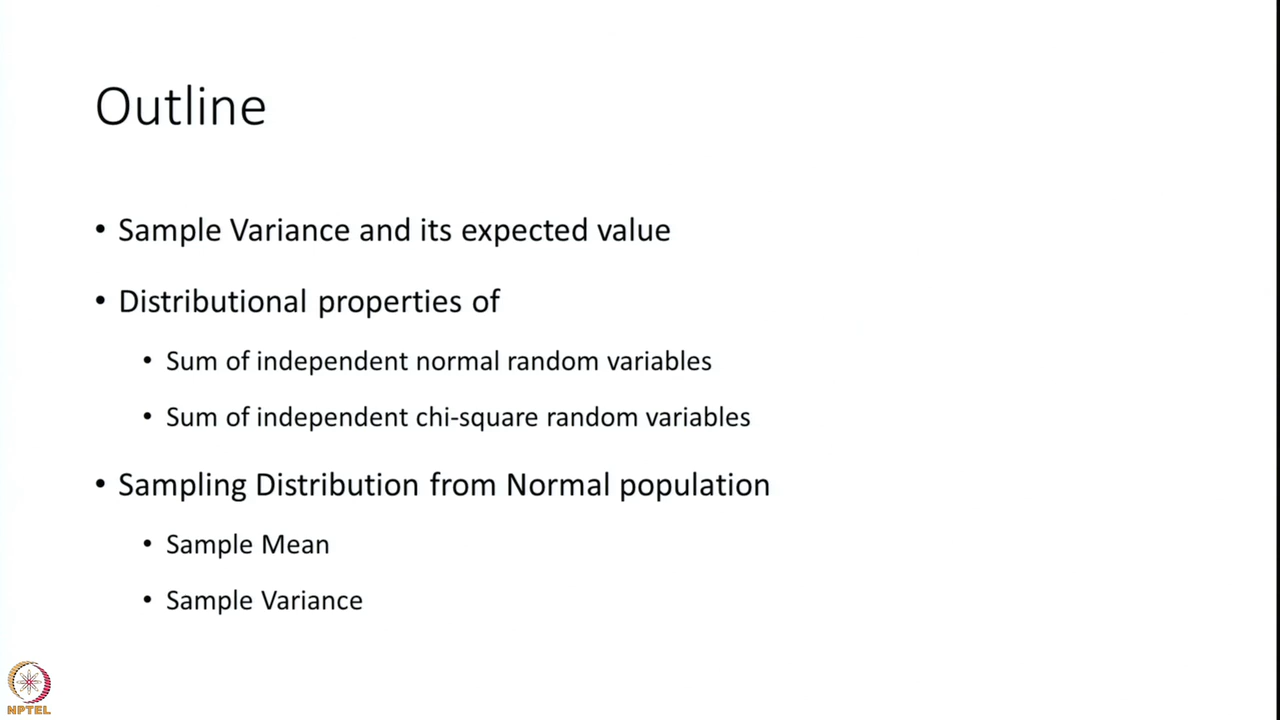 Outline
• Sample Variance and its expected value
• Distributional properties of
• Sum of independent normal random variables
• Sum of independent chi-square random variables
• Sampling Distribution from Normal population
• Sample Mean
• Sample Variance
NPTEL